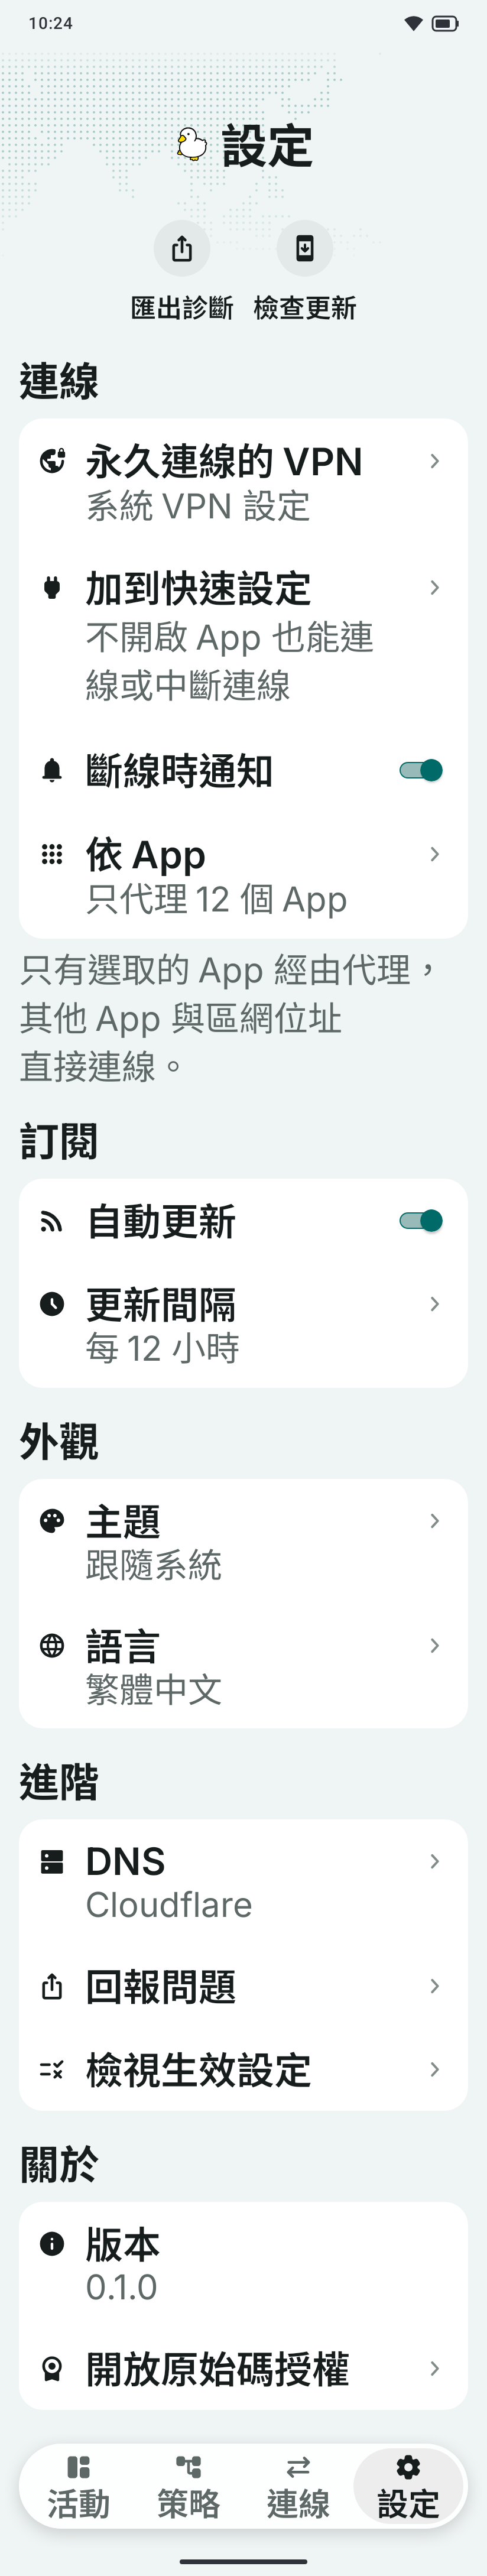 10:24
設定
匯出診斷 檢查更新
連線
永久連線的 VPN
系統 VPN 設定
加到快速設定
不開啟 App 也能連
線或中斷連線
斷線時通知
依 App
只代理 12 個 App
只有選取的 App 經由代理，
其他 App 與區網位址
直接連線。
訂閱
自動更新
更新間隔
每 12 小時
外觀
主題
跟隨系統
語言
繁體中文
進階
DNS
Cloudflare
回報問題
檢視生效設定
關於
版本
0.1.0
開放原始碼授權
活動 策略 連線 設定